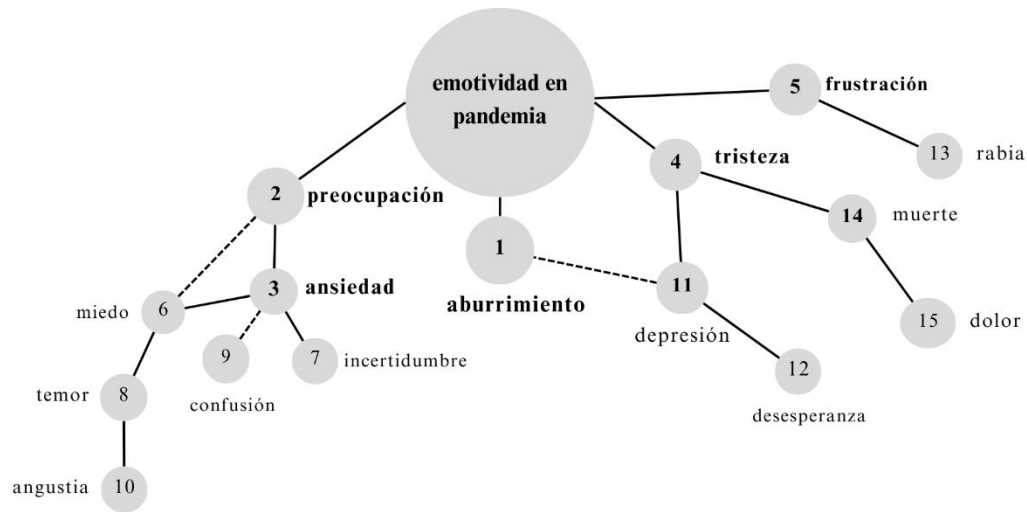 emotividad en
pandemia
5 frustración
13 rabia
4 tristeza
2 preocupación
14 muerte
1
aburrimiento
3 ansiedad
11
depresión
miedo 6
15 dolor
9
confusión
7 incertidumbre
12
desesperanza
temor 8
angustia 10